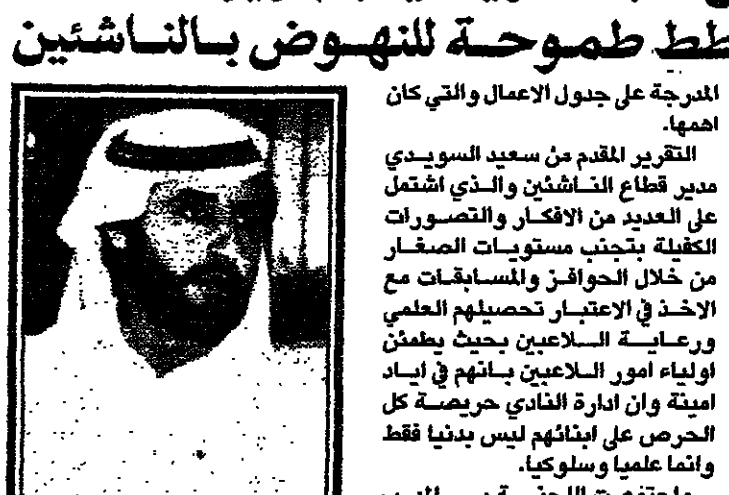 طط طموحة للنهوض بالناشئين
المدرجة على جدول الاعمال والتي كان
اهمها.
التقرير المقدم من سعيد السويدي
مدير قطاع الناشئين والذي اشتمل
على العديد من الافكار والتصورات
الكفيلة بتجنب مستويات الصغار
من خلال الحوافز والمسابقات مع
الاخذ في الاعتبار تحصيلهم العلمي
ورعاية اللاعبين بحيث يطمئن
اولياء امور اللاعبين بانهم في اياد
امينة وان ادارة النادي حريصة كل
الحرص على ابنائهم ليس بدنيا فقط
وانما علميا وسلوكيا.